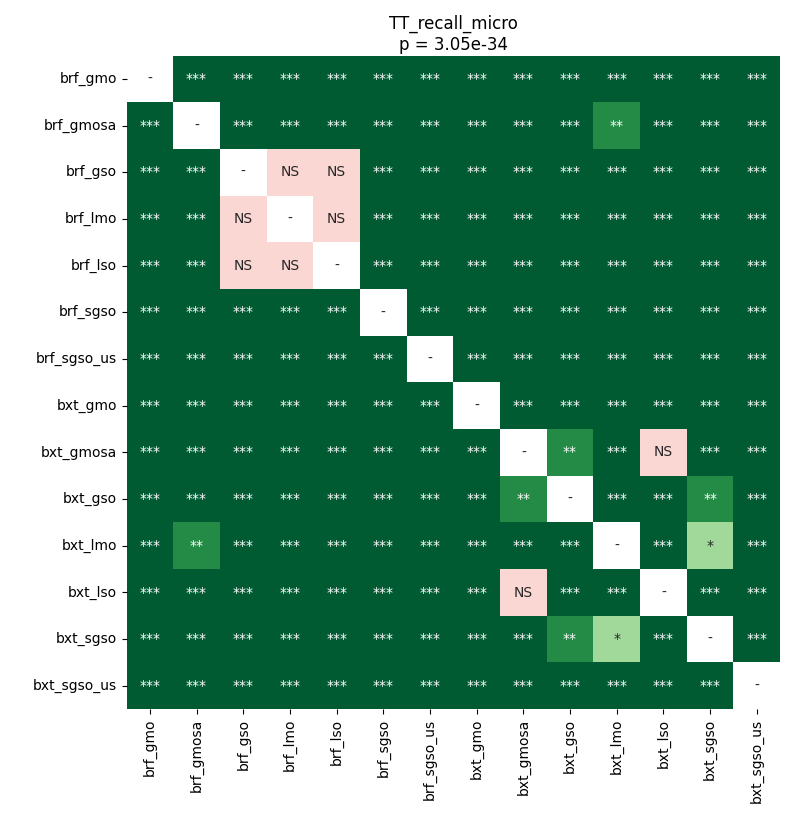 TT_recall_micro
p = 3.05e-34
brf_gmo - *** *** *** *** *** *** *** *** *** *** *** *** ***
brf_gmosa *** - *** *** *** *** *** *** *** *** ** *** *** ***
brf_gso *** *** - NS NS *** *** *** *** *** *** *** *** ***
brf_lmo *** *** NS - NS *** *** *** *** *** *** *** *** ***
brf_lso *** *** NS NS - *** *** *** *** *** *** *** *** ***
brf_sgso *** *** *** *** *** - *** *** *** *** *** *** *** ***
brf_sgso_us *** *** *** *** *** *** - *** *** *** *** *** *** ***
bxt_gmo *** *** *** *** *** *** *** - *** *** *** *** *** ***
bxt_gmosa *** *** *** *** *** *** *** *** - ** *** NS *** ***
bxt_gso *** *** *** *** *** *** *** *** ** - *** *** ** ***
bxt_lmo *** ** *** *** *** *** *** *** *** *** - *** * ***
bxt_lso *** *** *** *** *** *** *** *** NS *** *** - *** ***
bxt_sgso *** *** *** *** *** *** *** *** *** ** * *** - ***
bxt_sgso_us *** *** *** *** *** *** *** *** *** *** *** *** *** -
brf_gmo brf_gmosa brf_gso brf_lmo brf_lso brf_sgso brf_sgso_us bxt_gmo bxt_gmosa bxt_gso bxt_lmo bxt_lso bxt_sgso bxt_sgso_us